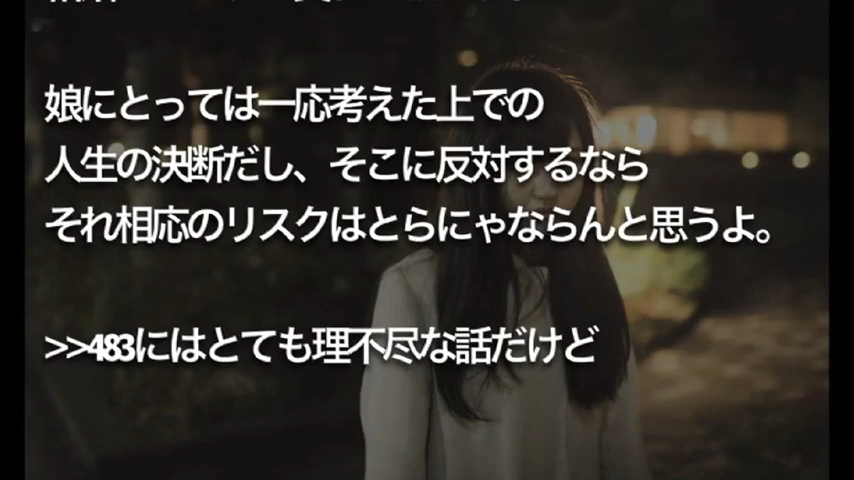 娘にとっては一応考えた上での
人生の決断だし、そこに反対するなら
それ相応のリスクはとらにゃならんと思うよ。
>>483にはとても理不尽な話だけど